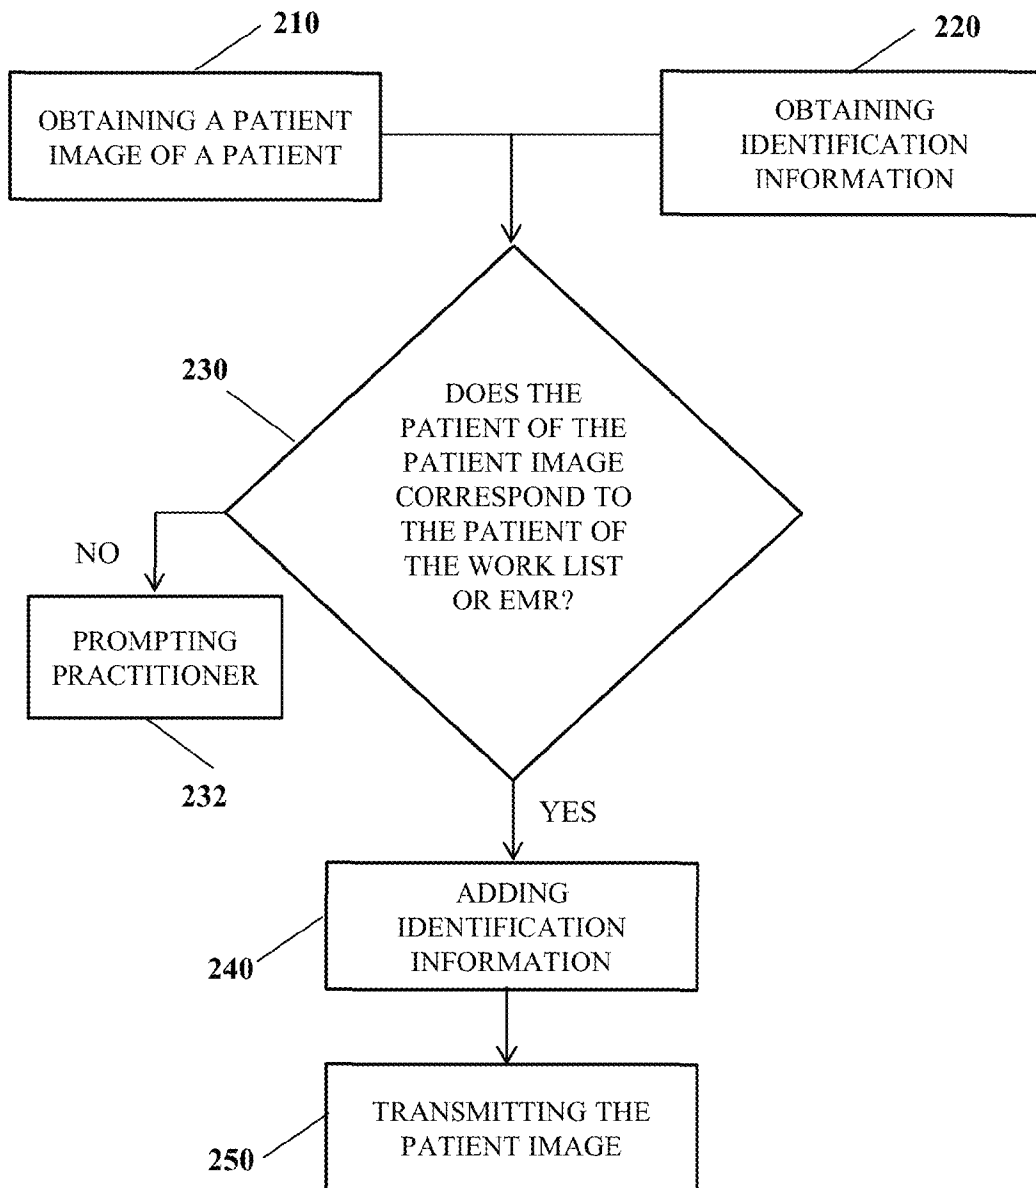 210
220
OBTAINING A PATIENT
IMAGE OF A PATIENT
OBTAINING
IDENTIFICATION
INFORMATION
230
DOES THE
PATIENT OF THE
PATIENT IMAGE
CORRESPOND TO
THE PATIENT OF
THE WORK LIST
OR EMR?
NO
PROMPTING
PRACTITIONER
232
YES
ADDING
IDENTIFICATION
INFORMATION
240
TRANSMITTING THE
PATIENT IMAGE
250